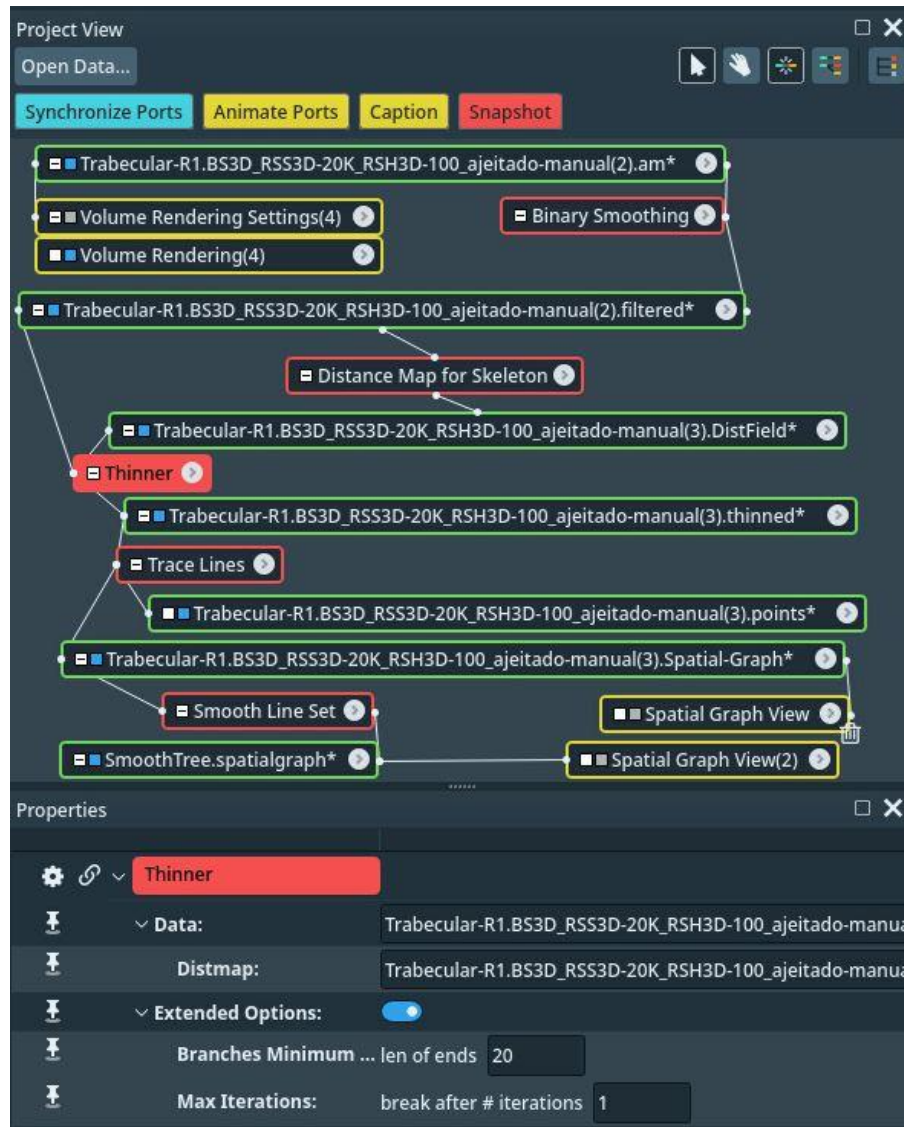 Project View
Open Data...
Synchronize Ports Animate Ports Caption Snapshot
Trabecular-R1.BS3D_RSS3D-20K_RSH3D-100_ajeitado-manual(2).am*
Volume Rendering Settings(4) Binary Smoothing
Volume Rendering(4)
Trabecular-R1.BS3D_RSS3D-20K_RSH3D-100_ajeitado-manual(2).filtered*
Distance Map for Skeleton
Trabecular-R1.BS3D_RSS3D-20K_RSH3D-100_ajeitado-manual(3).DistField*
Thinner
Trabecular-R1.BS3D_RSS3D-20K_RSH3D-100_ajeitado-manual(3).thinned*
Trace Lines
Trabecular-R1.BS3D_RSS3D-20K_RSH3D-100_ajeitado-manual(3).points*
Trabecular-R1.BS3D_RSS3D-20K_RSH3D-100_ajeitado-manual(3).Spatial-Graph*
Smooth Line Set Spatial Graph View
SmoothTree.spatialgraph* Spatial Graph View(2)
Properties
Thinner
Data: Trabecular-R1.BS3D_RSS3D-20K_RSH3D-100_ajeitado-manua
Distmap: Trabecular-R1.BS3D_RSS3D-20K_RSH3D-100_ajeitado-manua
Extended Options:
Branches Minimum ... len of ends 20
Max Iterations: break after # iterations 1